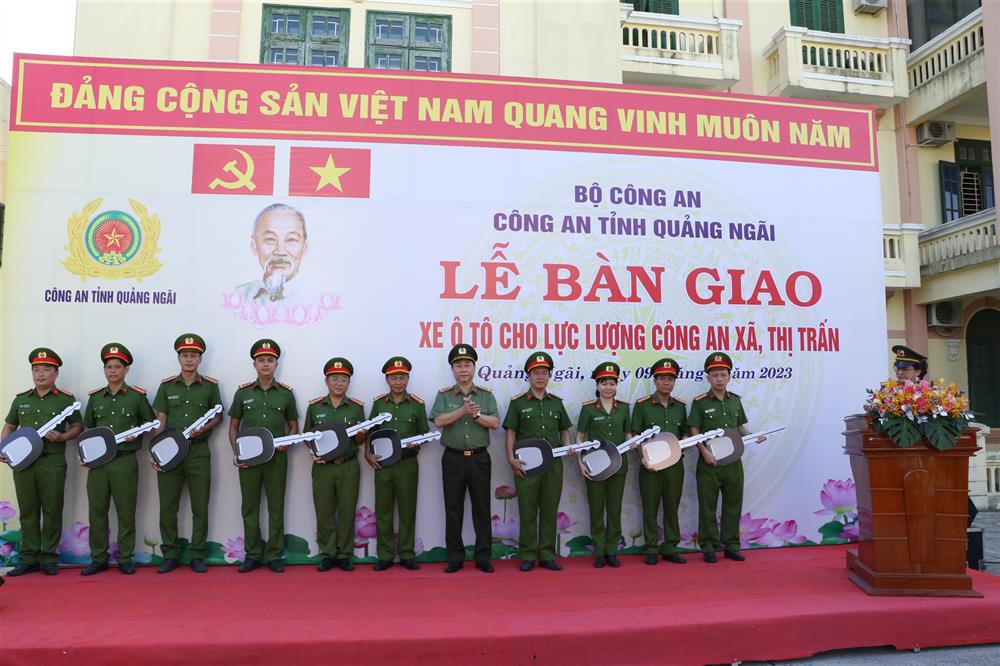 ĐẢNG CỘNG SẢN VIỆT NAM QUANG VINH MUÔN NĂM
BỘ CÔNG AN
CÔNG AN TỈNH QUẢNG NGÃI
CÔNG AN TỈNH QUẢNG NGÃI
LỄ BÀN GIAO
XE Ô TÔ CHO LỰC LƯỢNG CÔNG AN XÃ, THỊ TRẤN
Quảng Ngãi, ngày 09 2023